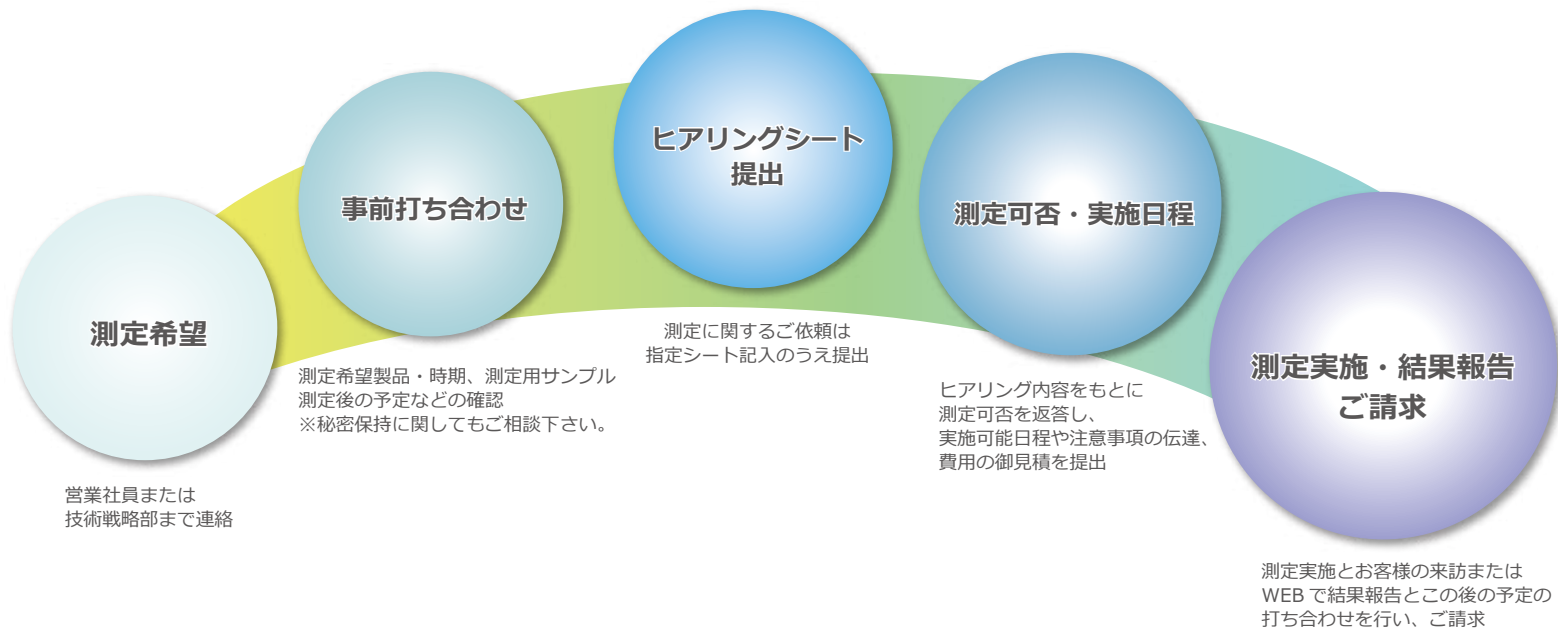 測定希望
営業社員または
技術戦略部まで連絡
事前打ち合わせ
測定希望製品・時期、測定用サンプル
測定後の予定などの確認
※秘密保持に関してもご相談下さい。
ヒアリングシート
提出
測定に関するご依頼は
指定シート記入のうえ提出
測定可否・実施日程
ヒアリング内容をもとに
測定可否を返答し、
実施可能日程や注意事項の伝達、
費用の御見積を提出
測定実施・結果報告
ご請求
測定実施とお客様の来訪または
WEBで結果報告とこの後の予定の
打ち合わせを行い、ご請求